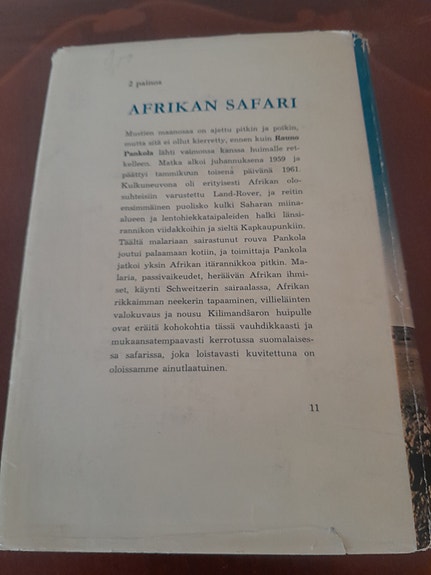 2 painos
AFRIKAN SAFARI
Mustien maanosaa on ajettu pitkin ja poikin,
mutta sitä ei ollut kierretty, ennen kuin Rauno
Pankola lähti vaimonsa kanssa huimalle ret-
kelleen. Matka alkoi juhannuksena 1959 ja
päättyi tammikuun toisena päivänä 1961.
Kulkuneuvona oli erityisesti Afrikan olo-
suhteisiin varustettu Land-Rover, ja reitin
ensimmäinen puolisko kulki Saharan miina-
alueen ja lentohiekkataipaleiden halki länsi-
rannikon viidakkoihin ja sieltä Kapkaupunkiin.
Täältä malariaan sairastunut rouva Pankola
joutui palaamaan kotiin, ja toimittaja Pankola
jatkoi yksin Afrikan itärannikkoa pitkin. Ma-
laria, passivaikeudet, heräävän Afrikan ihmi-
set, käynti Schweitzerin sairaalassa, Afrikan
rikkaimman neekerin tapaaminen, villieläinten
valokuvaus ja nousu Kilimandšaron huipulle
ovat eräitä kohokohtia tässä vauhdikkaasti ja
mukaansatempaavasti kerrotussa suomalaises-
sa safarissa, joka loistavasti kuvitettuna on
oloissamme ainutlaatuinen.
11